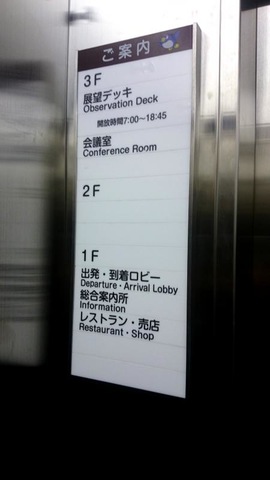 ご案内
3F
展望デッキ
Observation Deck
開放時間7:00～18:45
会議室
Conference Room
2F
1F
出発・到着ロビー
Departure・Arrival Lobby
総合案内所
Information
レストラン・売店
Restaurant・Shop